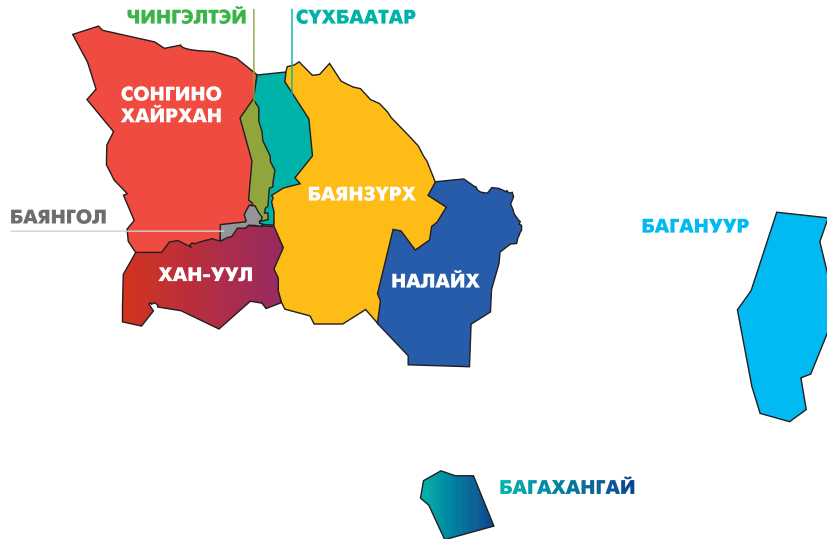 ЧИНГЭЛТЭЙ
СҮХБААТАР
СОНГИНО
ХАЙРХАН
БАЯНЗҮРХ
БАЯНГОЛ
БАГАНУУР
ХАН-УУЛ
НАЛАЙХ
БАГАХАНГАЙ